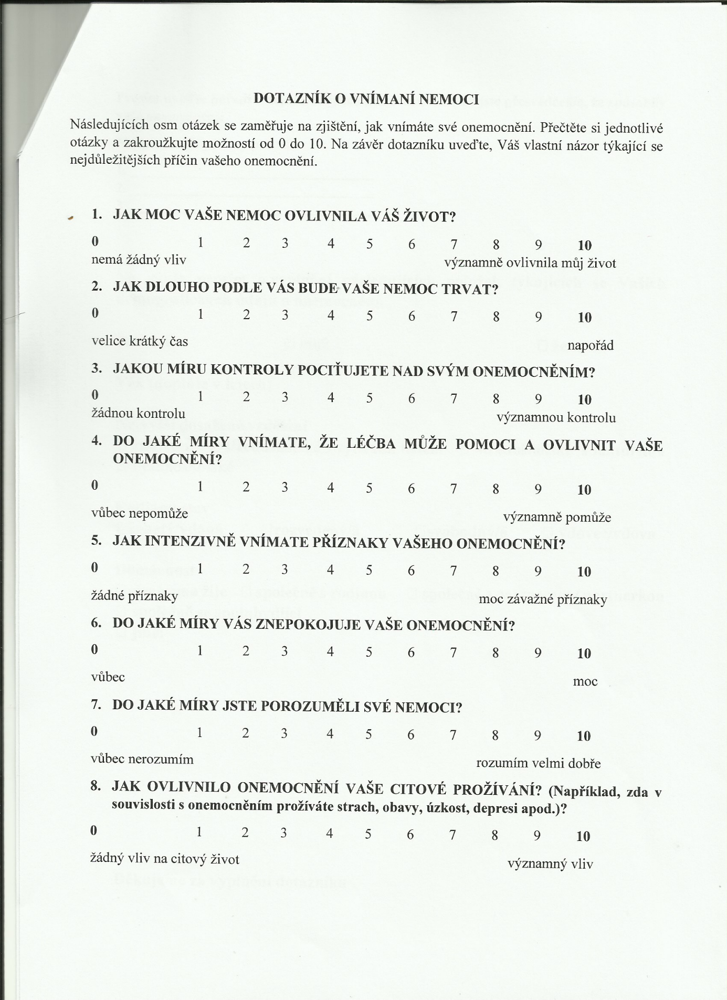 DOTAZNÍK O VNÍMANÍ NEMOCI
Následujících osm otázek se zaměřuje na zjištění, jak vnímáte své onemocnění. Přečtěte si jednotlivé
otázky a zakroužkujte možností od 0 do 10. Na závěr dotazníku uveďte, Váš vlastní názor týkající se
nejdůležitějších příčin vašeho onemocnění.
1. JAK MOC VAŠE NEMOC OVLIVNILA VÁŠ ŽIVOT?
0 1 2 3 4 5 6 7 8 9 10
nemá žádný vliv významně ovlivnila můj život
2. JAK DLOUHO PODLE VÁS BUDE VAŠE NEMOC TRVAT?
0 1 2 3 4 5 6 7 8 9 10
velice krátký čas napořád
3. JAKOU MÍRU KONTROLY POCIŤUJETE NAD SVÝM ONEMOCNĚNÍM?
0 1 2 3 4 5 6 7 8 9 10
žádnou kontrolu významnou kontrolu
4. DO JAKÉ MÍRY VNÍMATE, ŽE LÉČBA MŮŽE POMOCI A OVLIVNIT VAŠE
ONEMOCNĚNÍ?
0 1 2 3 4 5 6 7 8 9 10
vůbec nepomůže významně pomůže
5. JAK INTENZIVNĚ VNÍMATE PŘÍZNAKY VAŠEHO ONEMOCNĚNÍ?
0 1 2 3 4 5 6 7 8 9 10
žádné příznaky moc závažné příznaky
6. DO JAKÉ MÍRY VÁS ZNEPOKOJUJE VAŠE ONEMOCNĚNÍ?
0 1 2 3 4 5 6 7 8 9 10
vůbec moc
7. DO JAKÉ MÍRY JSTE POROZUMĚLI SVÉ NEMOCI?
0 1 2 3 4 5 6 7 8 9 10
vůbec nerozumím rozumím velmi dobře
8. JAK OVLIVNILO ONEMOCNĚNÍ VAŠE CITOVÉ PROŽÍVÁNÍ? (Například, zda v
souvislosti s onemocněním prožíváte strach, obavy, úzkost, depresi apod.)?
0 1 2 3 4 5 6 7 8 9 10
žádný vliv na citový život významný vliv